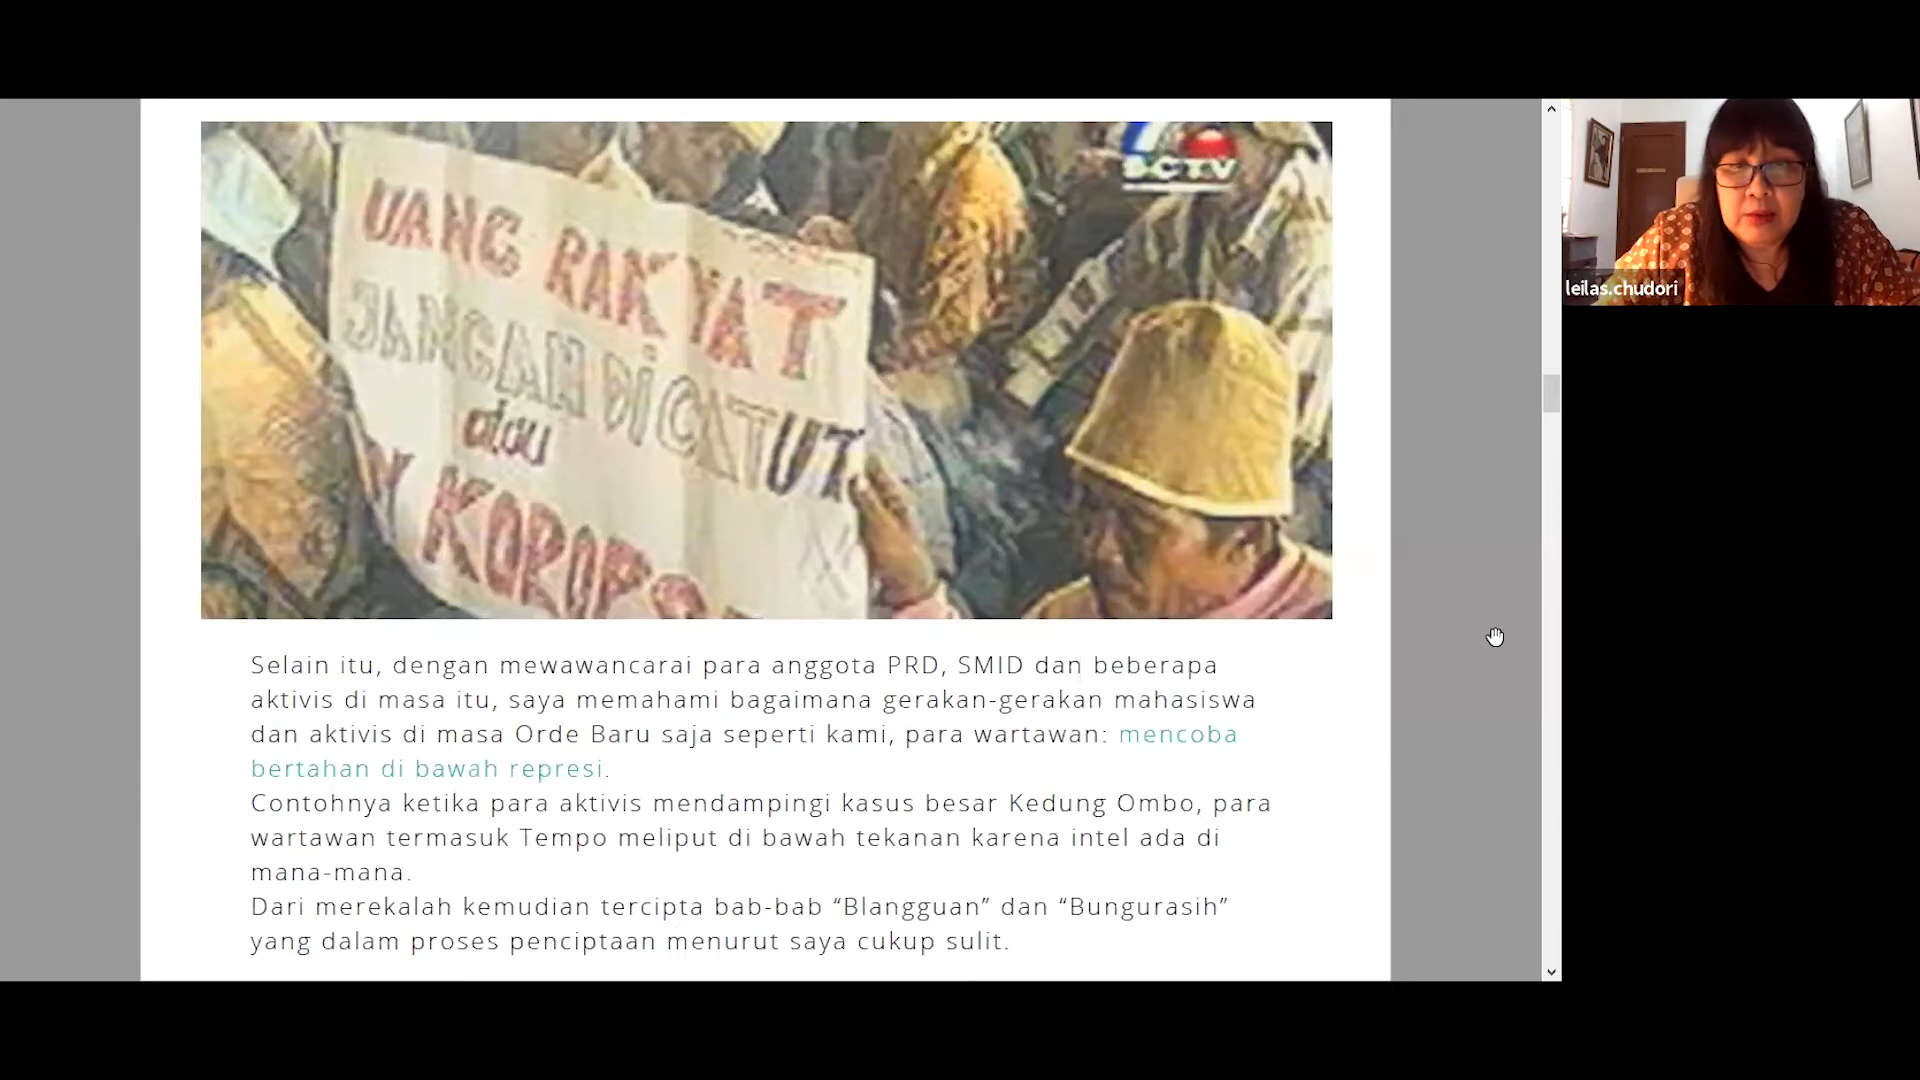 SCTV
UANG RAKYAT
JANGAN DICATUT
atau
KORUPSI
leilas.chudori
Selain itu, dengan mewawancarai para anggota PRD, SMID dan beberapa
aktivis di masa itu, saya memahami bagaimana gerakan-gerakan mahasiswa
dan aktivis di masa Orde Baru saja seperti kami, para wartawan: mencoba
bertahan di bawah represi.
Contohnya ketika para aktivis mendampingi kasus besar Kedung Ombo, para
wartawan termasuk Tempo meliput di bawah tekanan karena intel ada di
mana-mana.
Dari merekalah kemudian tercipta bab-bab “Blangguan” dan “Bungurasih”
yang dalam proses penciptaan menurut saya cukup sulit.